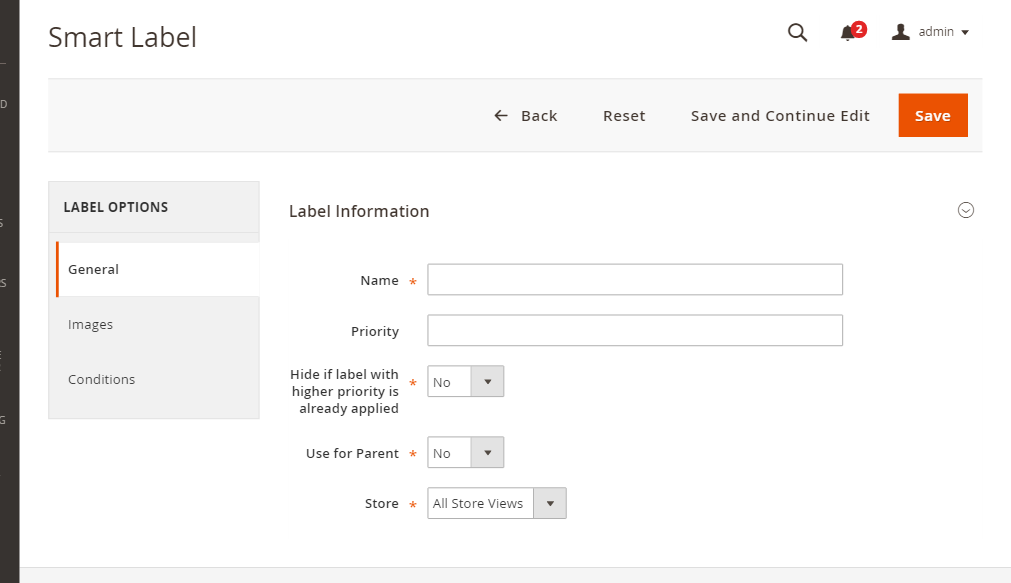 Smart Label
2
admin
Back
Reset
Save and Continue Edit
Save
LABEL OPTIONS
General
Images
Conditions
Label Information
Name *
Priority
Hide if label with
higher priority is
already applied *
No
Use for Parent *
No
Store *
All Store Views